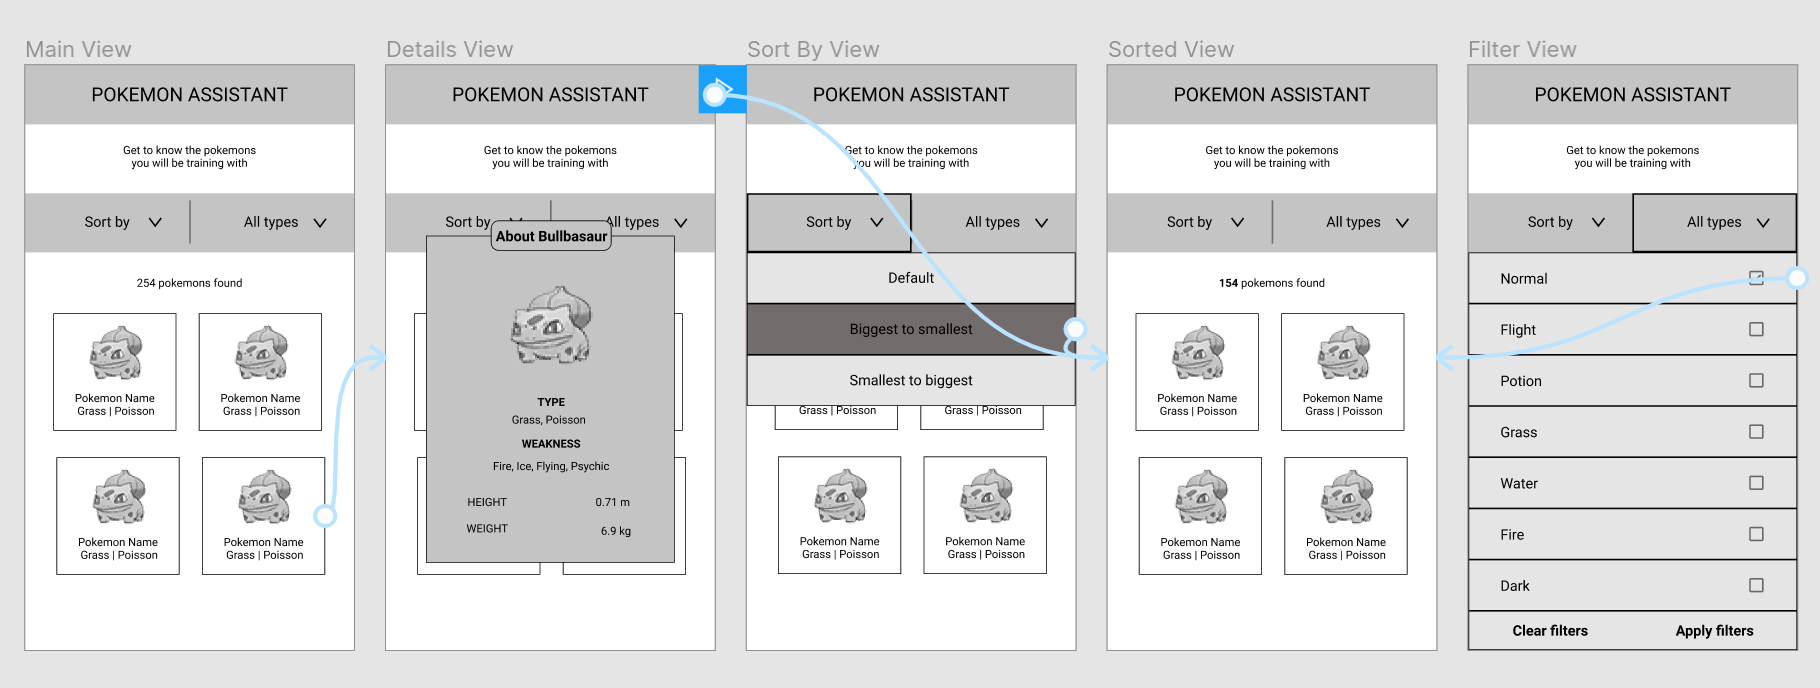 Main View
POKEMON ASSISTANT
Get to know the pokemons
you will be training with
Sort by
All types
254 pokemons found
Pokemon Name
Grass | Poisson
Pokemon Name
Grass | Poisson
Pokemon Name
Grass | Poisson
Pokemon Name
Grass | Poisson
Details View
POKEMON ASSISTANT
Get to know the pokemons
you will be training with
Sort by
All types
About Bullbasaur
TYPE
Grass, Poisson
WEAKNESS
Fire, Ice, Flying, Psychic
HEIGHT 0.71 m
WEIGHT 6.9 kg
Sort By View
POKEMON ASSISTANT
Get to know the pokemons
you will be training with
Sort by
All types
Default
Biggest to smallest
Smallest to biggest
Grass | Poisson
Grass | Poisson
Pokemon Name
Grass | Poisson
Pokemon Name
Grass | Poisson
Sorted View
POKEMON ASSISTANT
Get to know the pokemons
you will be training with
Sort by
All types
154 pokemons found
Pokemon Name
Grass | Poisson
Pokemon Name
Grass | Poisson
Pokemon Name
Grass | Poisson
Pokemon Name
Grass | Poisson
Filter View
POKEMON ASSISTANT
Get to know the pokemons
you will be training with
Sort by
All types
Normal
Flight
Potion
Grass
Water
Fire
Dark
Clear filters
Apply filters